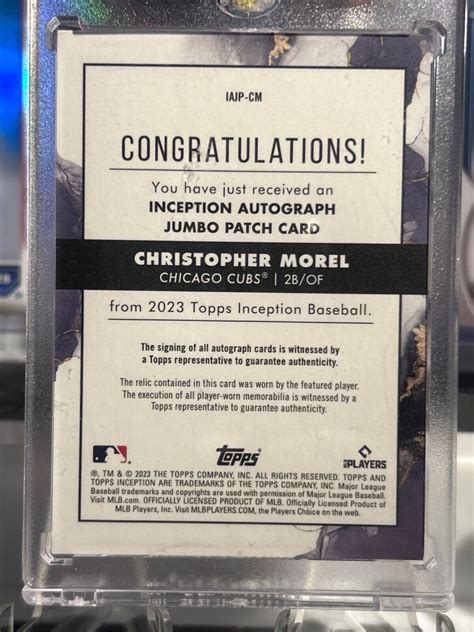 IAJP-CM
CONGRATULATIONS!
You have just received an
INCEPTION AUTOGRAPH
JUMBO PATCH CARD
CHRISTOPHER MOREL
CHICAGO CUBS® | 2B/OF
from 2023 Topps Inception Baseball.
The signing of all autograph cards is witnessed by
a Topps representative to guarantee authenticity.
The relic contained in this card was worn by the featured player.
The execution of all player-worn memorabilia is witnessed by a
Topps representative to guarantee authenticity.
topps
PLAYERS
®, TM & © 2023 THE TOPPS COMPANY, INC. ALL RIGHTS RESERVED. TOPPS AND
TOPPS INCEPTION ARE TRADEMARKS OF THE TOPPS COMPANY, INC. Major League
Baseball trademarks and copyrights are used with permission of Major League Baseball.
Visit MLB.com. OFFICIALLY LICENSED PRODUCT OF MLB. Officially Licensed Product of
MLB Players, Inc. Visit MLBPLAYERS.com, the Players Choice on the web.